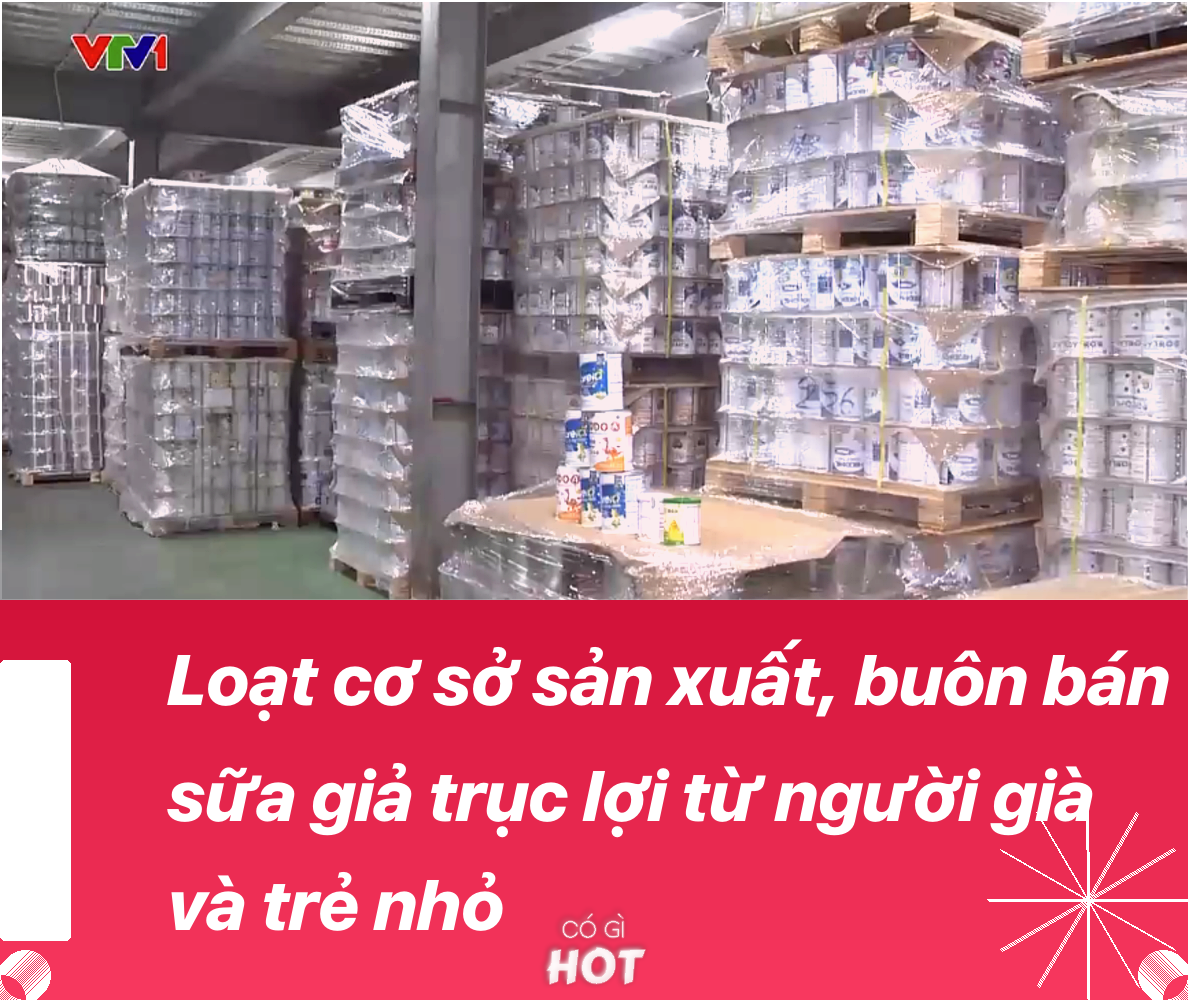 VTV1
256
Loạt cơ sở sản xuất, buôn bán
sữa giả trục lợi từ người già
và trẻ nhỏ
CÓ GÌ
HOT